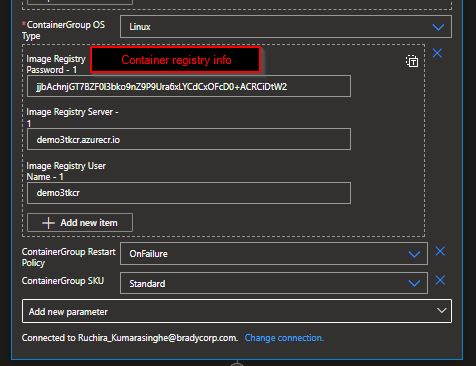 *ContainerGroup OS Type
Linux
Container registry info
Image Registry Password - 1
jjbAchnjGT7BZF0I3bko9nZ9P9Ura6xLYCdCxOFcD0+ACRCiDtW2
Image Registry Server - 1
demo3tkcr.azurecr.io
Image Registry User Name - 1
demo3tkcr
Add new item
ContainerGroup Restart Policy
OnFailure
ContainerGroup SKU
Standard
Add new parameter
Connected to Ruchira_Kumarasinghe@bradycorp.com. Change connection.